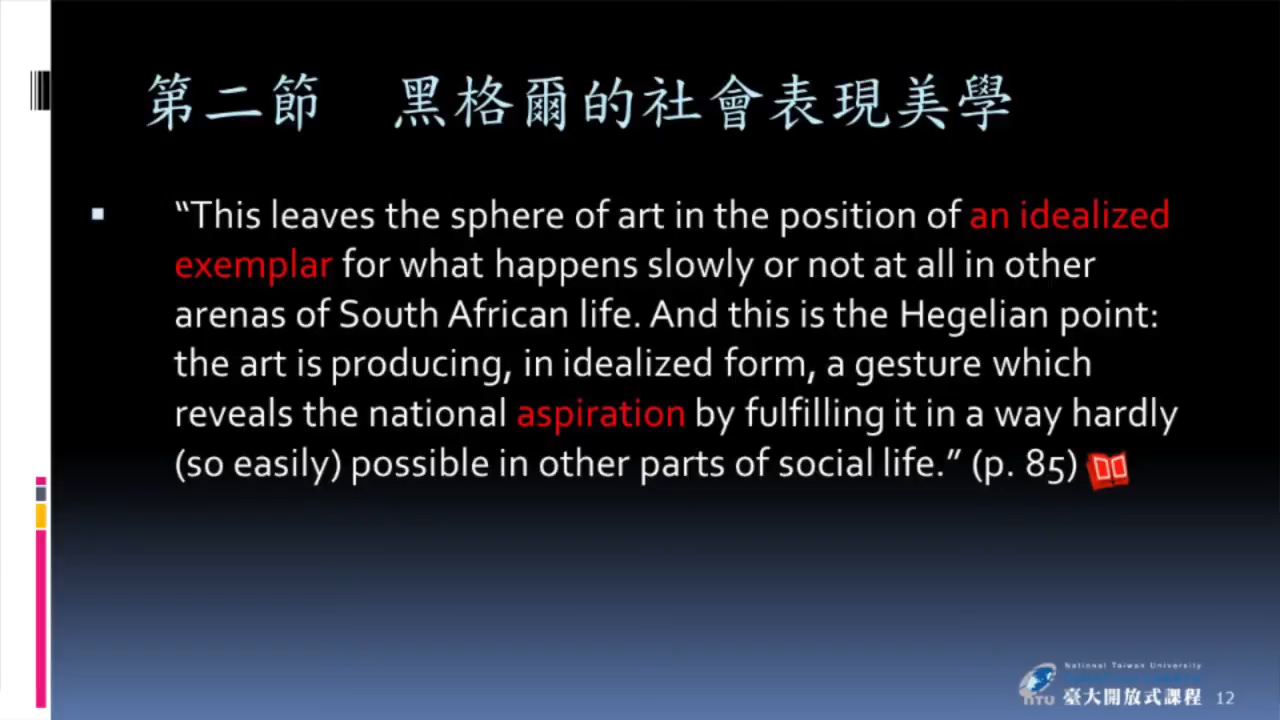 第二節 黑格爾的社會表現美學
“This leaves the sphere of art in the position of an idealized
exemplar for what happens slowly or not at all in other
arenas of South African life. And this is the Hegelian point:
the art is producing, in idealized form, a gesture which
reveals the national aspiration by fulfilling it in a way hardly
(so easily) possible in other parts of social life.” (p. 85)
National Taiwan University
NTU 臺大開放式課程 12